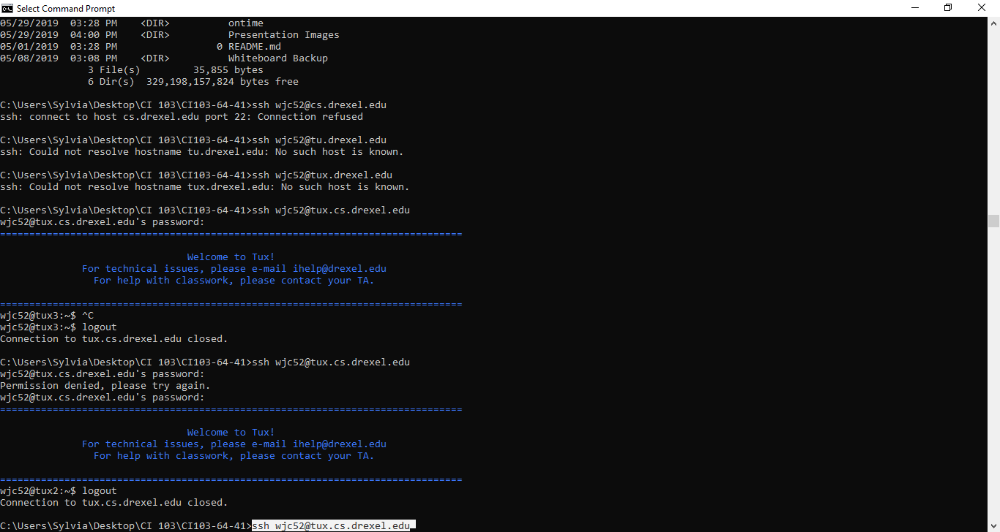 Select Command Prompt
05/29/2019  03:28 PM    <DIR>          ontime
05/29/2019  04:00 PM    <DIR>          Presentation Images
05/01/2019  03:28 PM                 0 README.md
05/08/2019  03:08 PM    <DIR>          Whiteboard Backup
               3 File(s)         35,855 bytes
               6 Dir(s)  329,198,157,824 bytes free
C:\Users\Sylvia\Desktop\CI 103\CI103-64-41>ssh wjc52@cs.drexel.edu
ssh: connect to host cs.drexel.edu port 22: Connection refused
C:\Users\Sylvia\Desktop\CI 103\CI103-64-41>ssh wjc52@tu.drexel.edu
ssh: Could not resolve hostname tu.drexel.edu: No such host is known.
C:\Users\Sylvia\Desktop\CI 103\CI103-64-41>ssh wjc52@tux.drexel.edu
ssh: Could not resolve hostname tux.drexel.edu: No such host is known.
C:\Users\Sylvia\Desktop\CI 103\CI103-64-41>ssh wjc52@tux.cs.drexel.edu
wjc52@tux.cs.drexel.edu's password:
===============================================================================
Welcome to Tux!
For technical issues, please e-mail ihelp@drexel.edu
For help with classwork, please contact your TA.
===============================================================================
wjc52@tux3:~$ ^C
wjc52@tux3:~$ logout
Connection to tux.cs.drexel.edu closed.
C:\Users\Sylvia\Desktop\CI 103\CI103-64-41>ssh wjc52@tux.cs.drexel.edu
wjc52@tux.cs.drexel.edu's password:
Permission denied, please try again.
wjc52@tux.cs.drexel.edu's password:
===============================================================================
Welcome to Tux!
For technical issues, please e-mail ihelp@drexel.edu
For help with classwork, please contact your TA.
===============================================================================
wjc52@tux2:~$ logout
Connection to tux.cs.drexel.edu closed.
C:\Users\Sylvia\Desktop\CI 103\CI103-64-41>ssh wjc52@tux.cs.drexel.edu